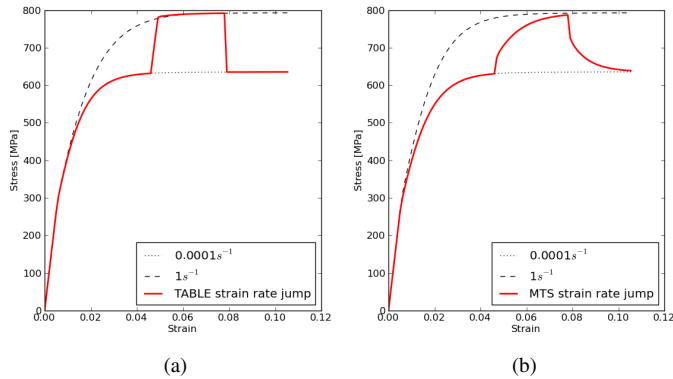 800
700
600
500
400
300
200
100
0
Stress [MPa]
0.00 0.02 0.04 0.06 0.08 0.10 0.12
Strain
0.0001s⁻¹
1s⁻¹
TABLE strain rate jump
(a)
800
700
600
500
400
300
200
100
0
Stress [MPa]
0.00 0.02 0.04 0.06 0.08 0.10 0.12
Strain
0.0001s⁻¹
1s⁻¹
MTS strain rate jump
(b)